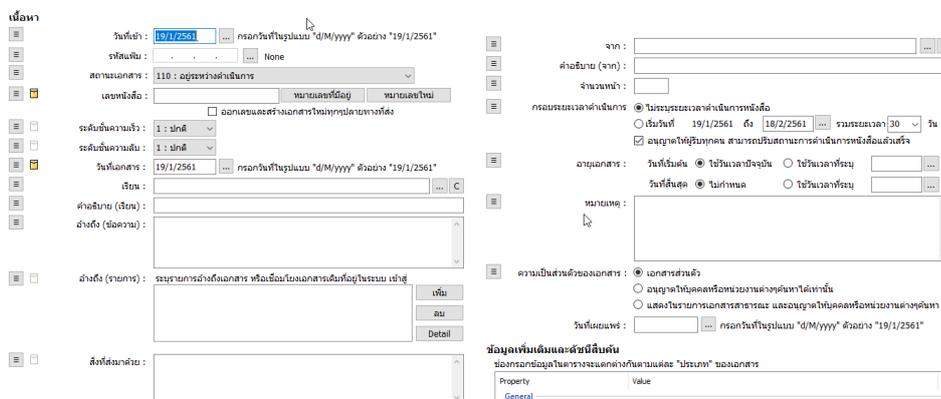 เนื้อหา
วันที่เข้า : 19/1/2561 ... กรอกวันที่ในรูปแบบ "d/M/yyyy" ตัวอย่าง "19/1/2561"
รหัสแฟ้ม : . . . ... None
สถานะเอกสาร : 110 : อยู่ระหว่างดำเนินการ
เลขหนังสือ : หมายเลขที่มีอยู่ หมายเลขใหม่
ออกเลขและสร้างเอกสารใหม่ทุกๆปลายทางที่ส่ง
ระดับชั้นความเร็ว : 1 : ปกติ
ระดับชั้นความลับ : 1 : ปกติ
วันที่เอกสาร : 19/1/2561 ... กรอกวันที่ในรูปแบบ "d/M/yyyy" ตัวอย่าง "19/1/2561"
เรียน : ... C
คำอธิบาย (เรียน) :
อ้างถึง (ข้อความ) :
อ้างถึง (รายการ) : ระบุรายการอ้างถึงเอกสาร หรือเชื่อมโยงเอกสารเดิมที่อยู่ในระบบ เข้าสู่
เพิ่ม
ลบ
Detail
สิ่งที่ส่งมาด้วย :
จาก : ...
คำอธิบาย (จาก) :
จำนวนหน้า :
กรอบระยะเวลาดำเนินการ ไม่ระบุระยะเวลาดำเนินการหนังสือ
เริ่มวันที่ 19/1/2561 ถึง 18/2/2561 ... รวมระยะเวลา 30 วัน
อนุญาตให้ผู้รับทุกคน สามารถปรับสถานะการดำเนินการหนังสือแล้วเสร็จ
อายุเอกสาร : วันที่เริ่มต้น ใช้วันเวลาปัจจุบัน ใช้วันเวลาที่ระบุ ...
วันที่สิ้นสุด ไม่กำหนด ใช้วันเวลาที่ระบุ ...
หมายเหตุ :
ความเป็นส่วนตัวของเอกสาร : เอกสารส่วนตัว
อนุญาตให้บุคคลหรือหน่วยงานต่างๆค้นหาได้เท่านั้น
แสดงในรายการเอกสารสาธารณะ และอนุญาตให้บุคคลหรือหน่วยงานต่างๆค้นหา
วันที่เผยแพร่ : ... กรอกวันที่ในรูปแบบ "d/M/yyyy" ตัวอย่าง "19/1/2561"
ข้อมูลเพิ่มเติมและดัชนีสืบค้น
ช่องกรอกข้อมูลในตารางจะแตกต่างกันตามแต่ละ "ประเภท" ของเอกสาร
Property Value
General